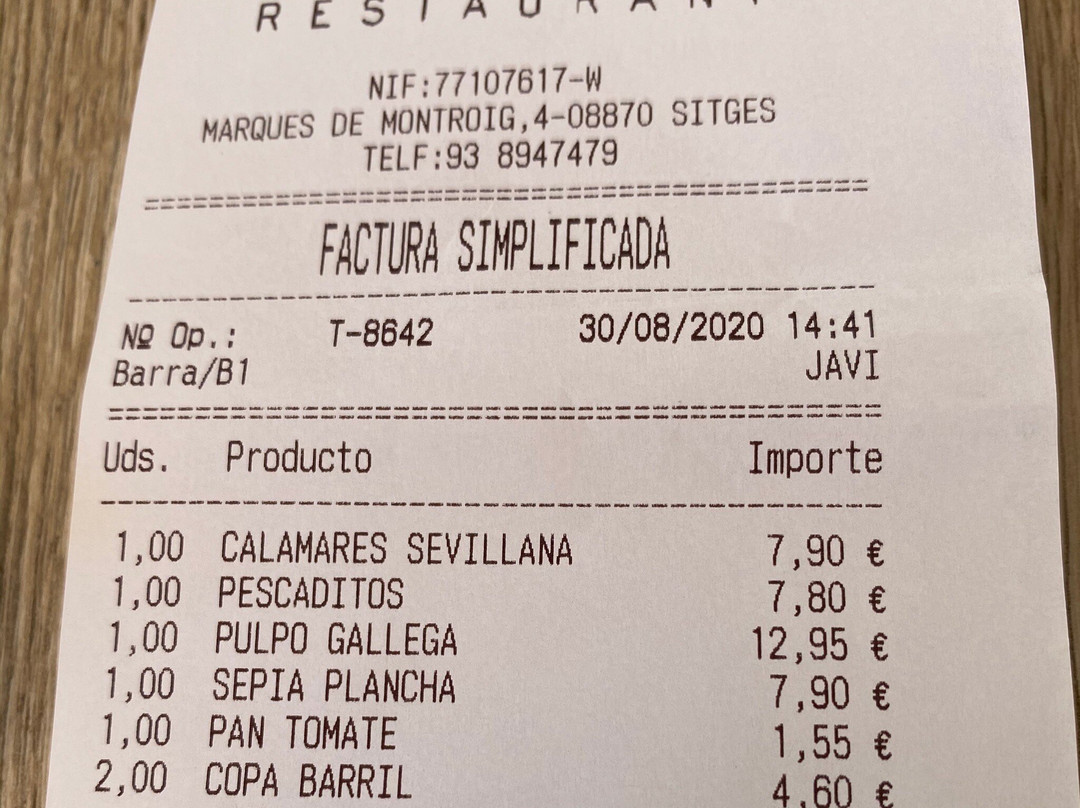 RESTAURANT
NIF:77107617-W
MARQUES DE MONTROIG,4-08870 SITGES
TELF:93 8947479
FACTURA SIMPLIFICADA
Nº Op.: T-8642 30/08/2020 14:41
Barra/B1 JAVI
Uds. Producto Importe
1,00 CALAMARES SEVILLANA 7,90 €
1,00 PESCADITOS 7,80 €
1,00 PULPO GALLEGA 12,95 €
1,00 SEPIA PLANCHA 7,90 €
1,00 PAN TOMATE 1,55 €
2,00 COPA BARRIL 4,60 €